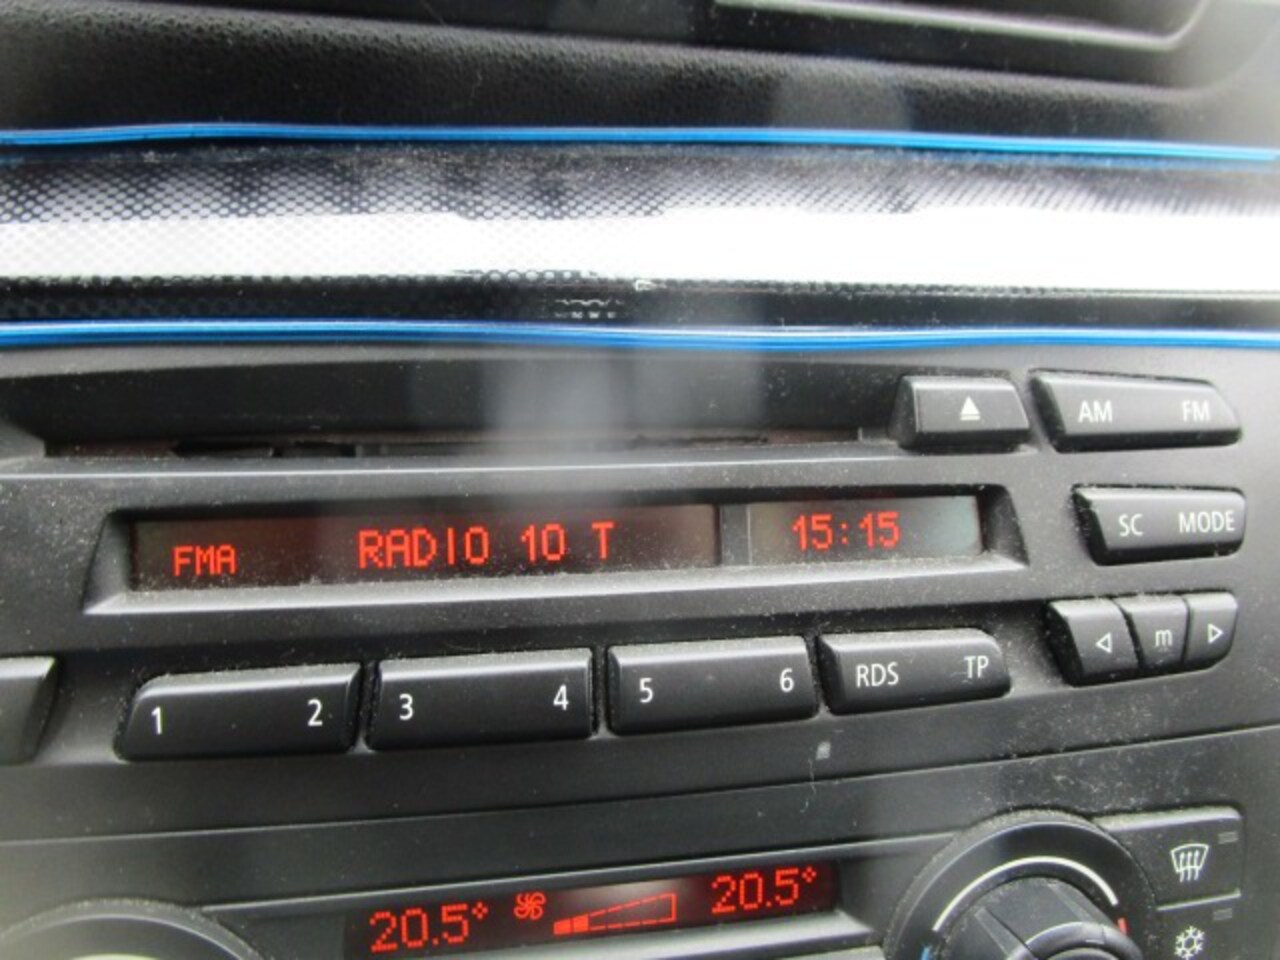 AM FM
FMA RADIO 10 T 15:15
SC MODE
m
1 2 3 4 5 6 RDS TP
20.5° 20.5°